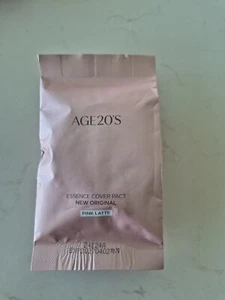 AGE20'S
ESSENCE COVER PACT
NEW ORIGINAL
PINK LATTE